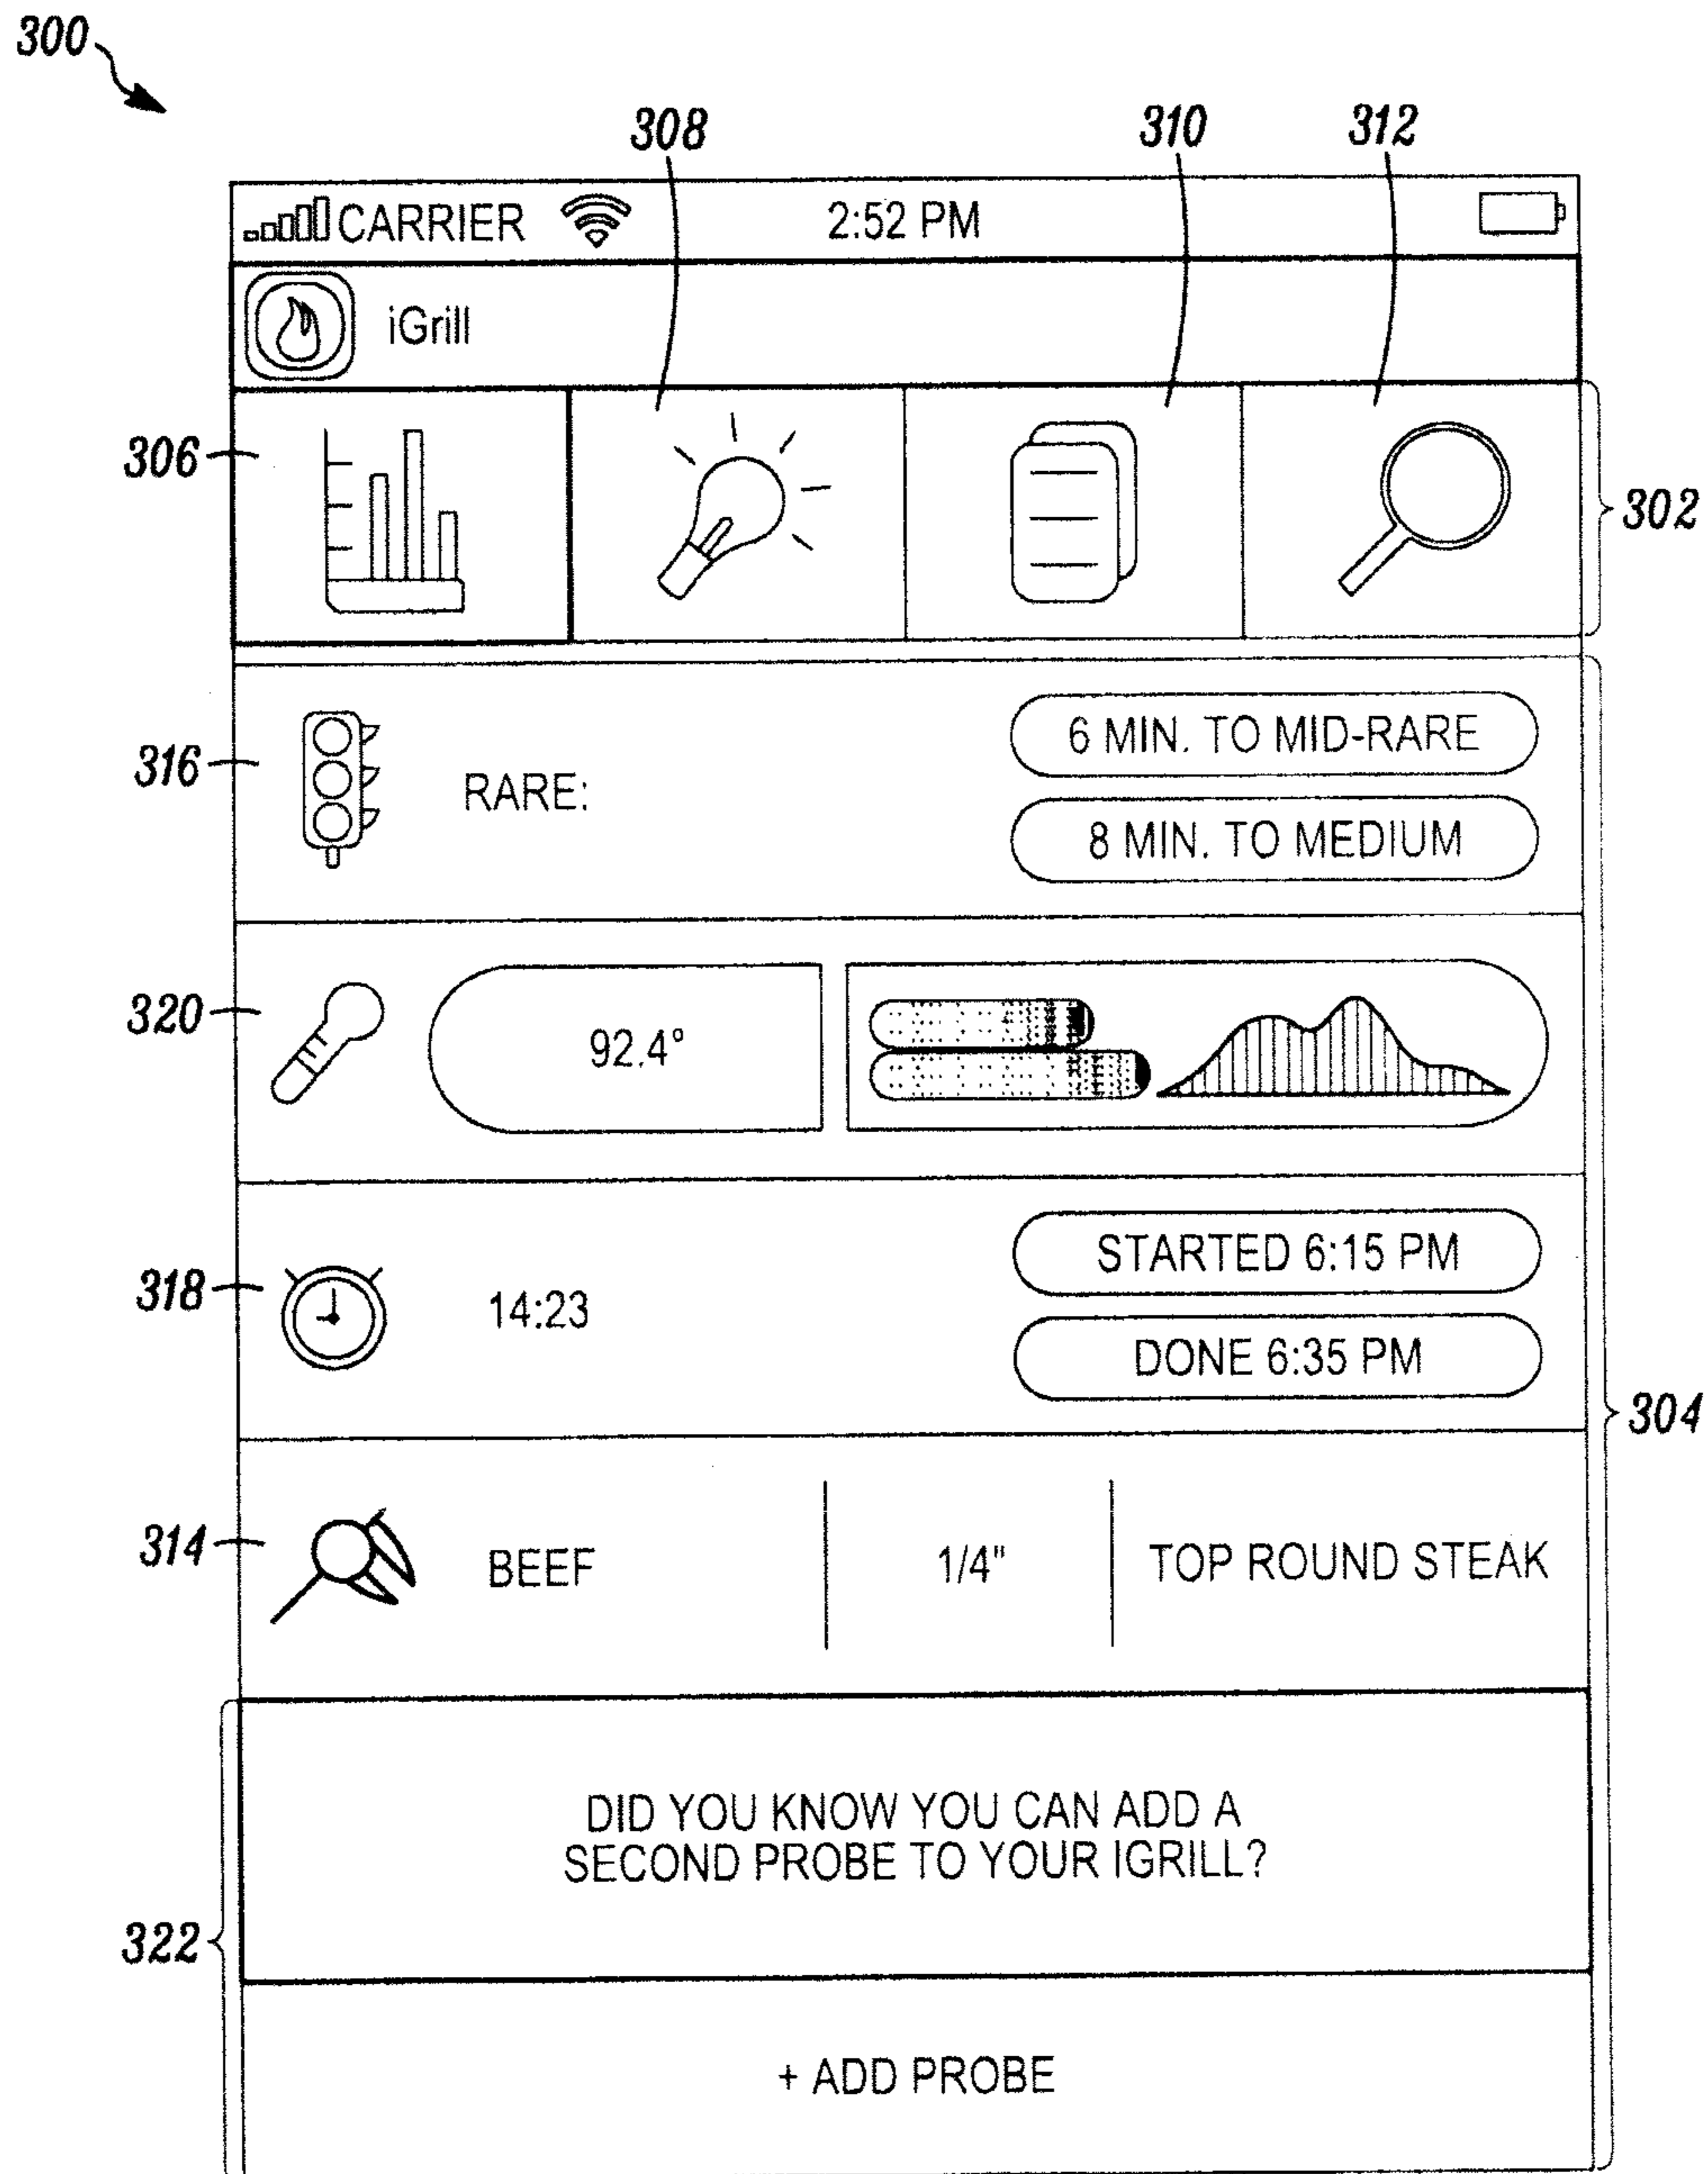 300
308
310
312
CARRIER
2:52 PM
iGrill
306
302
316
RARE:
6 MIN. TO MID-RARE
8 MIN. TO MEDIUM
320
92.4°
318
14:23
STARTED 6:15 PM
DONE 6:35 PM
304
314
BEEF
1/4"
TOP ROUND STEAK
DID YOU KNOW YOU CAN ADD A
SECOND PROBE TO YOUR IGRILL?
322
+ ADD PROBE